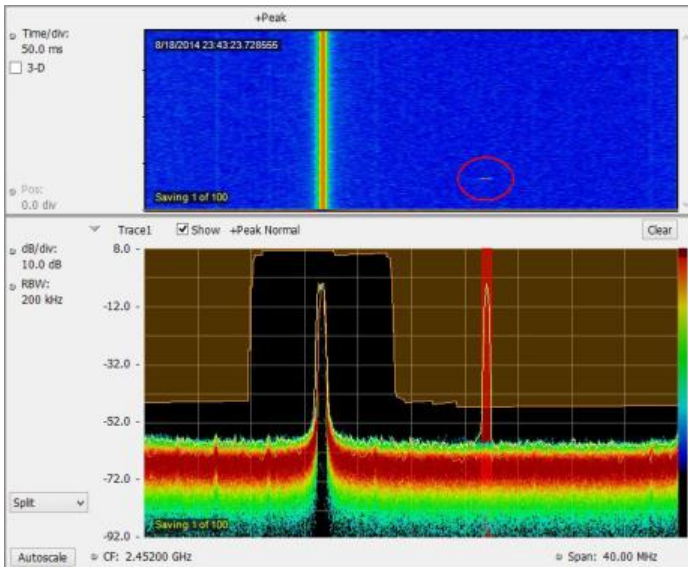 +Peak
Time/div:
50.0 ms
3-D
8/18/2014 23:43:23.728555
Pos:
0.0 div
Saving 1 of 100
Trace1 Show +Peak Normal Clear
dB/div:
10.0 dB
RBW:
200 kHz
8.0
-12.0
-32.0
-52.0
-72.0
-92.0
Split
Saving 1 of 100
Autoscale CF: 2.45200 GHz Span: 40.00 MHz